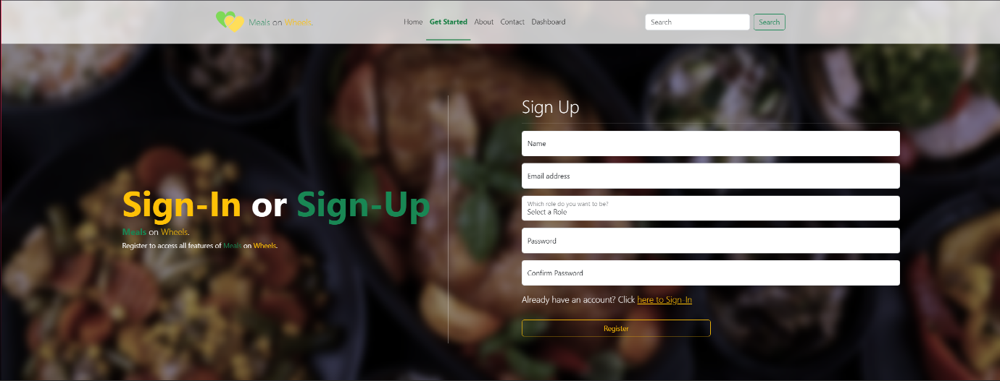 Meals on Wheels.
Home Get Started About Contact Dashboard
Search Search
Sign-In or Sign-Up
Meals on Wheels.
Register to access all features of Meals on Wheels.
Sign Up
Name
Email address
Which role do you want to be?
Select a Role
Password
Confirm Password
Already have an account? Click here to Sign-In
Register